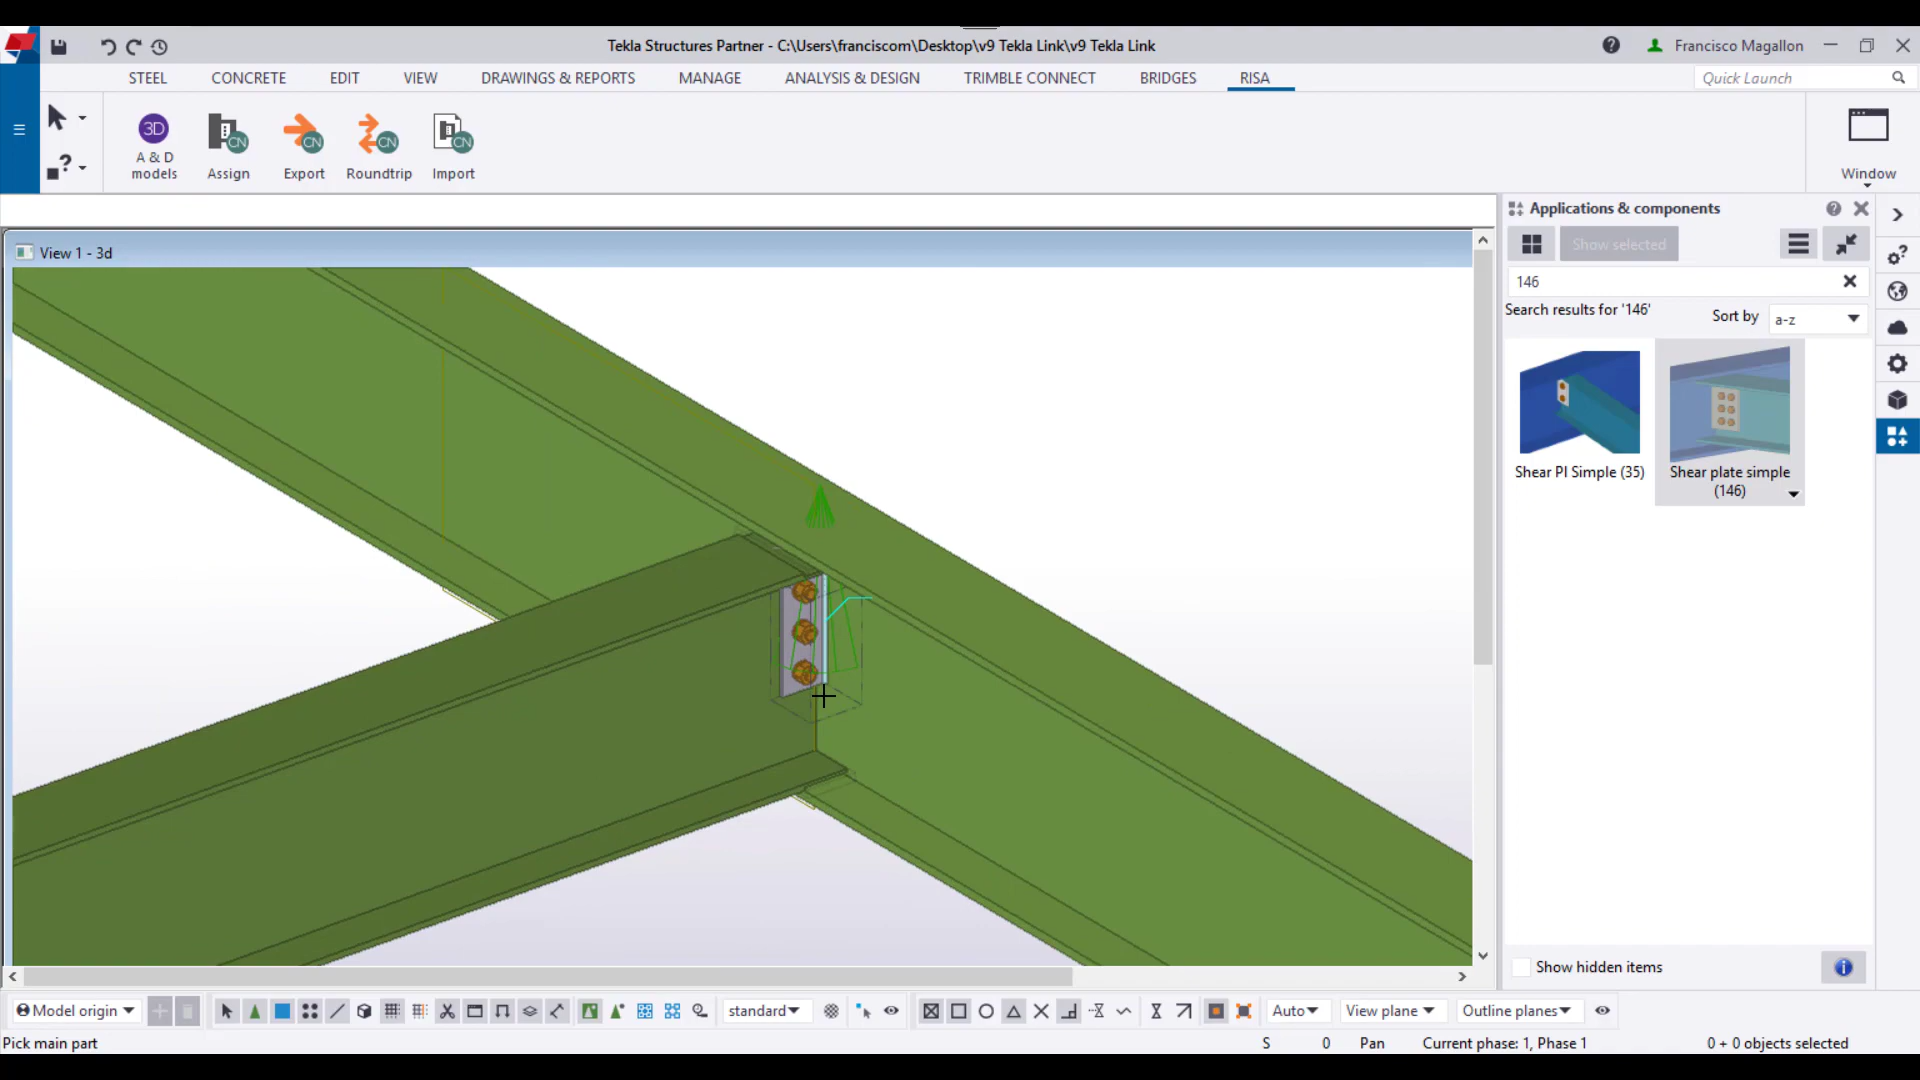 Tekla Structures Partner - C:\Users\franciscom\Desktop\v9 Tekla Link\v9 Tekla Link
Francisco Magallon
STEEL CONCRETE EDIT VIEW DRAWINGS & REPORTS MANAGE ANALYSIS & DESIGN TRIMBLE CONNECT BRIDGES RISA
Quick Launch
3D CN CN CN CN
A & D
models Assign Export Roundtrip Import
Window
Applications & components
View 1 - 3d
Show selected
146
Search results for '146'
Sort by a-z
Shear Pl Simple (35)
Shear plate simple
(146)
Show hidden items
Model origin standard Auto View plane Outline planes
Pick main part S 0 Pan Current phase: 1, Phase 1 0 + 0 objects selected